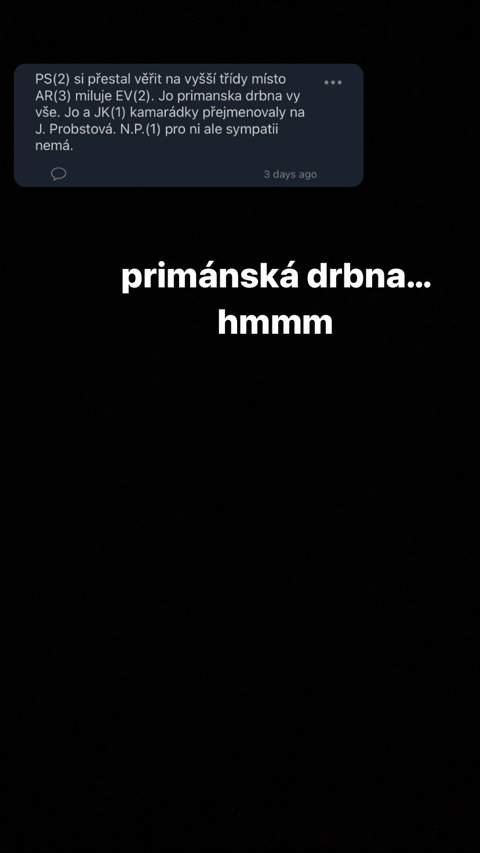 PS(2) si přestal věřit na vyšší třídy místo
AR(3) miluje EV(2). Jo primanska drbna vy
vše. Jo a JK(1) kamarádky přejmenovaly na
J. Probstová. N.P.(1) pro ni ale sympatii
nemá.
3 days ago
primánská drbna...
hmmm